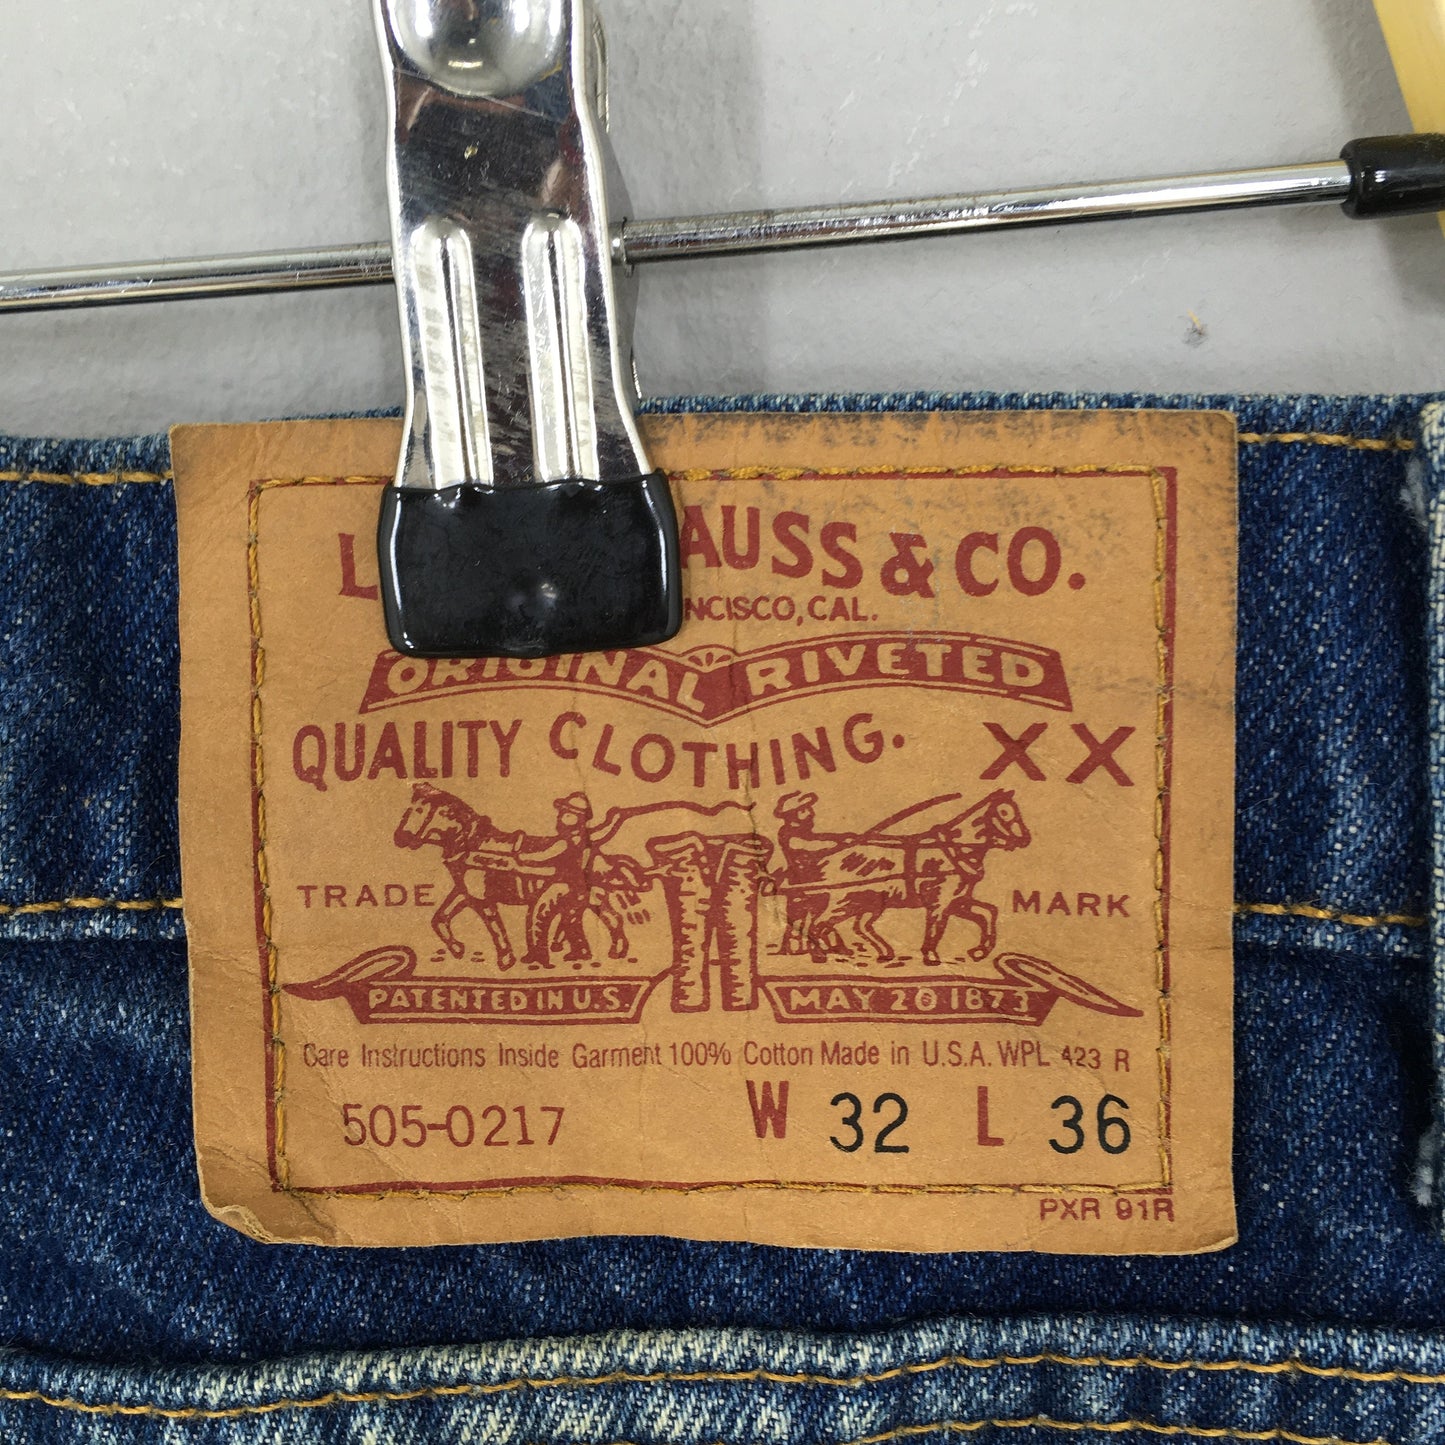 L AUSS & CO.
NCISCO, CAL.
ORIGINAL RIVETED
QUALITY CLOTHING. XX
TRADE MARK
PATENTED IN U.S. MAY 20 1873
Care Instructions Inside Garment 100% Cotton Made in U.S.A. WPL 423 R
505-0217 W 32 L 36
PXR 91R